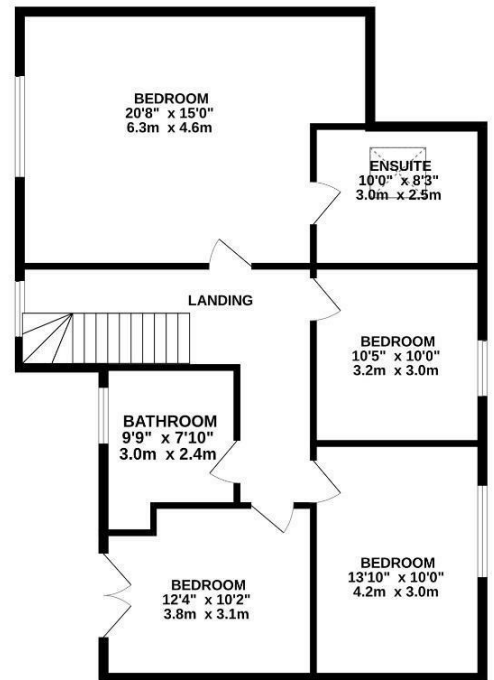 BEDROOM
20'8" x 15'0"
6.3m x 4.6m
ENSUITE
10'0" x 8'3"
3.0m x 2.5m
LANDING
BEDROOM
10'5" x 10'0"
3.2m x 3.0m
BATHROOM
9'9" x 7'10"
3.0m x 2.4m
BEDROOM
13'10" x 10'0"
4.2m x 3.0m
BEDROOM
12'4" x 10'2"
3.8m x 3.1m